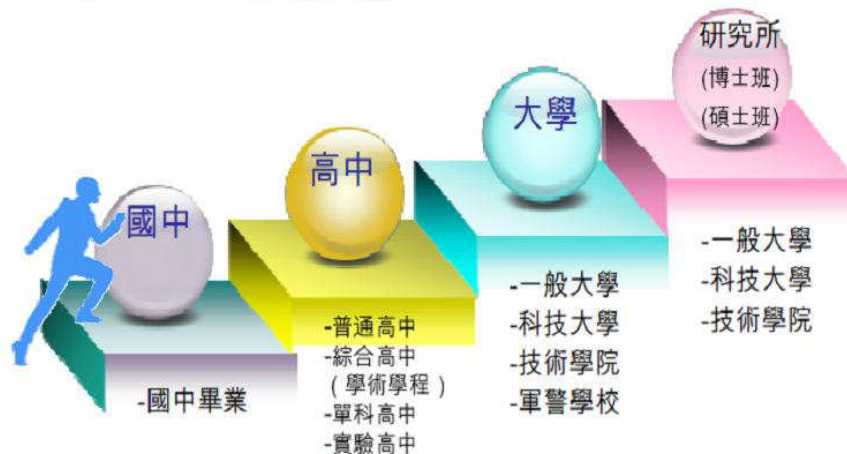 國中
-國中畢業
高中
-普通高中
-綜合高中
(學術學程)
-單科高中
-實驗高中
大學
-一般大學
-科技大學
-技術學院
-軍警學校
研究所
(博士班)
(碩士班)
-一般大學
-科技大學
-技術學院